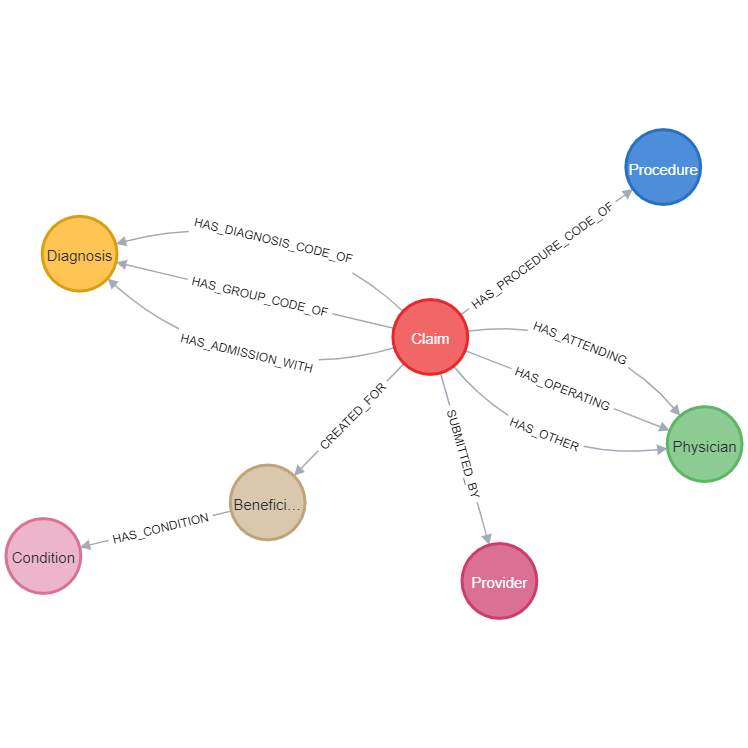 Procedure
HAS_PROCEDURE_CODE_OF
HAS_DIAGNOSIS_CODE_OF
Diagnosis
HAS_GROUP_CODE_OF
HAS_ADMISSION_WITH
Claim
HAS_ATTENDING
HAS_OPERATING
HAS_OTHER
Physician
CREATED_FOR
SUBMITTED_BY
Benefici...
HAS_CONDITION
Condition
Provider